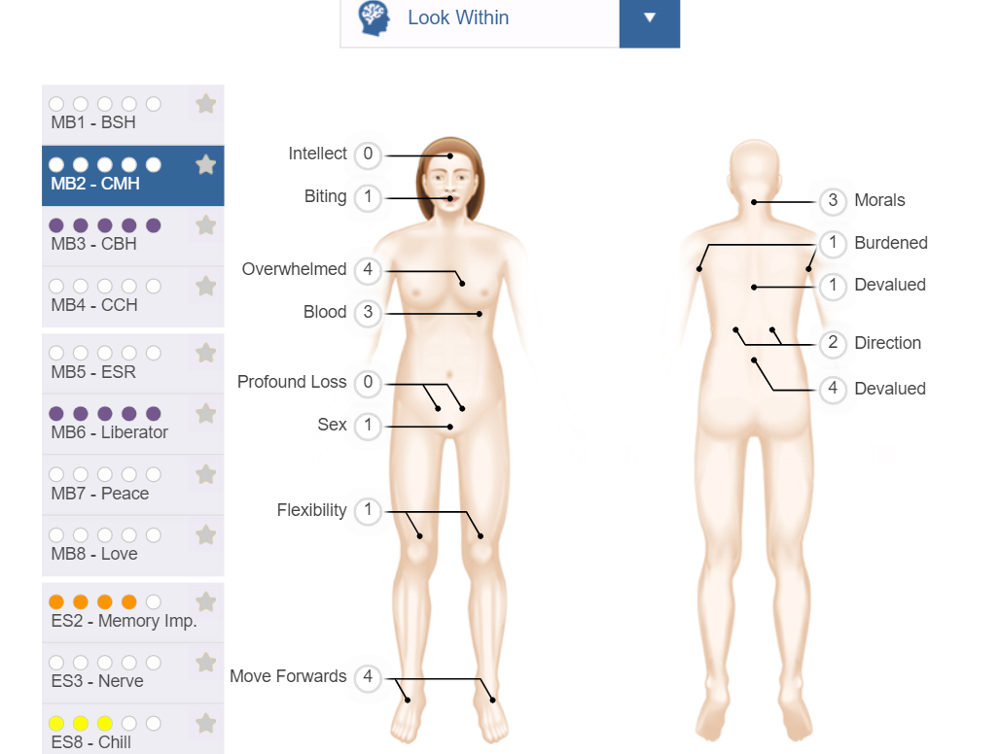 Look Within
MB1 - BSH
MB2 - CMH
MB3 - CBH
MB4 - CCH
MB5 - ESR
MB6 - Liberator
MB7 - Peace
MB8 - Love
ES2 - Memory Imp.
ES3 - Nerve
ES8 - Chill
Intellect 0
Biting 1
Overwhelmed 4
Blood 3
Profound Loss 0
Sex 1
Flexibility 1
Move Forwards 4
3 Morals
1 Burdened
1 Devalued
2 Direction
4 Devalued